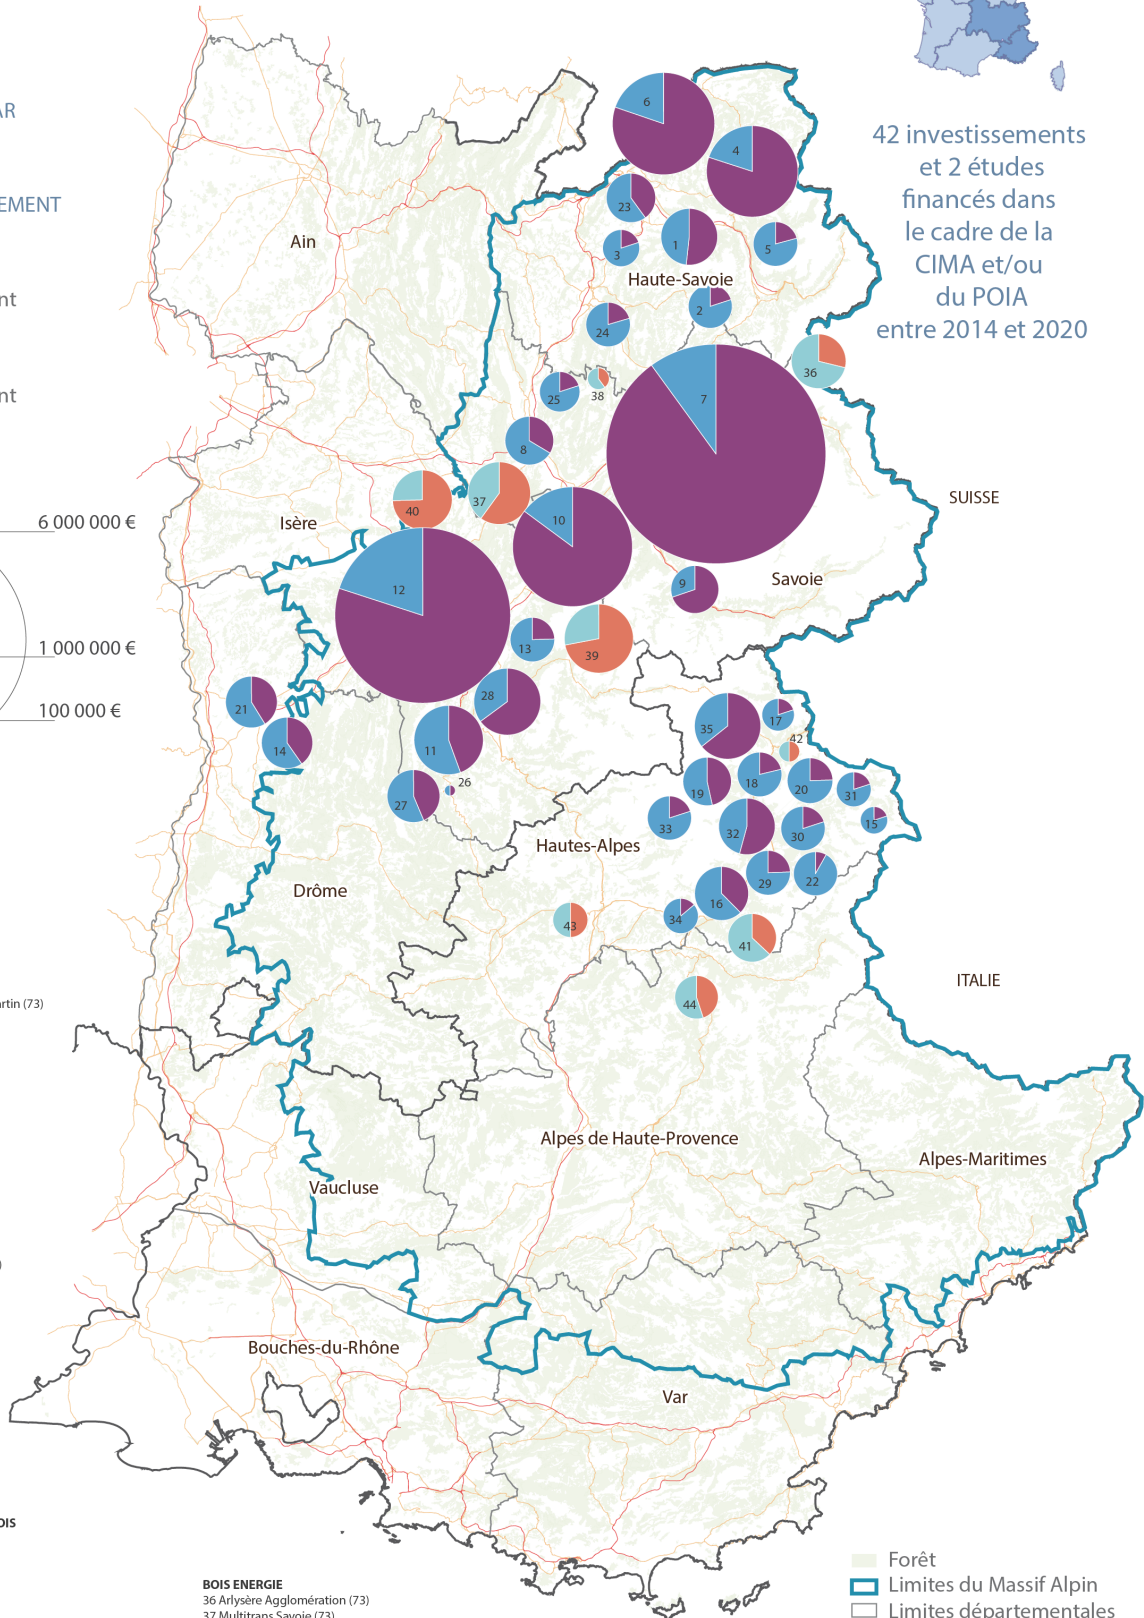 AR
EMENT
nt
nt
6 000 000 €
1 000 000 €
100 000 €
rtin (73)
)
OIS
42 investissements
et 2 études
financés dans
le cadre de la
CIMA et/ou
du POIA
entre 2014 et 2020
6
4
23
1
5
3
Ain
Haute-Savoie
2
24
36
25
38
7
8
37
40
10
SUISSE
Isère
12
9
Savoie
13
39
28
21
35
17
14
11
42
26
27
19
18
20
31
33
32
30
15
Hautes-Alpes
29
22
Drôme
16
34
43
41
ITALIE
44
Alpes de Haute-Provence
Alpes-Maritimes
Vaucluse
Bouches-du-Rhône
Var
BOIS ENERGIE
36 Arlysère Agglomération (73)
37 Multitrans Savoie (73)
Forêt
Limites du Massif Alpin
Limites départementales